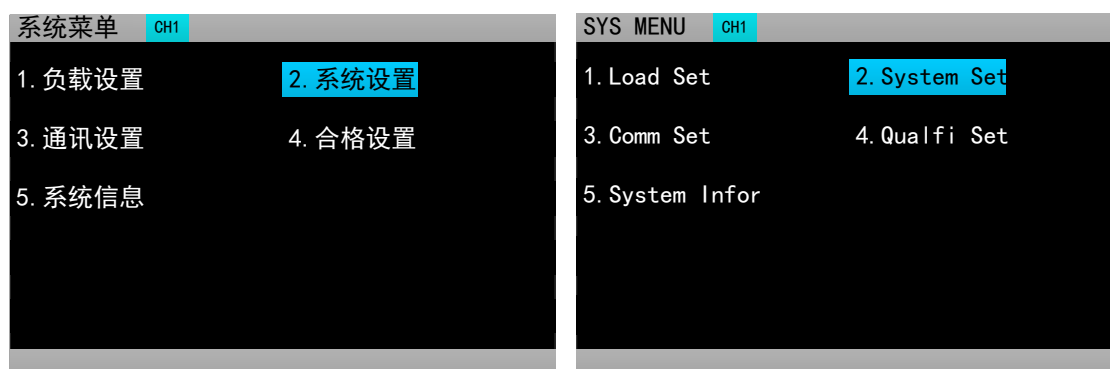 系统菜单 CH1
1.负载设置 2.系统设置
3.通讯设置 4.合格设置
5.系统信息
SYS MENU CH1
1.Load Set 2.System Set
3.Comm Set 4.Qualfi Set
5.System Infor